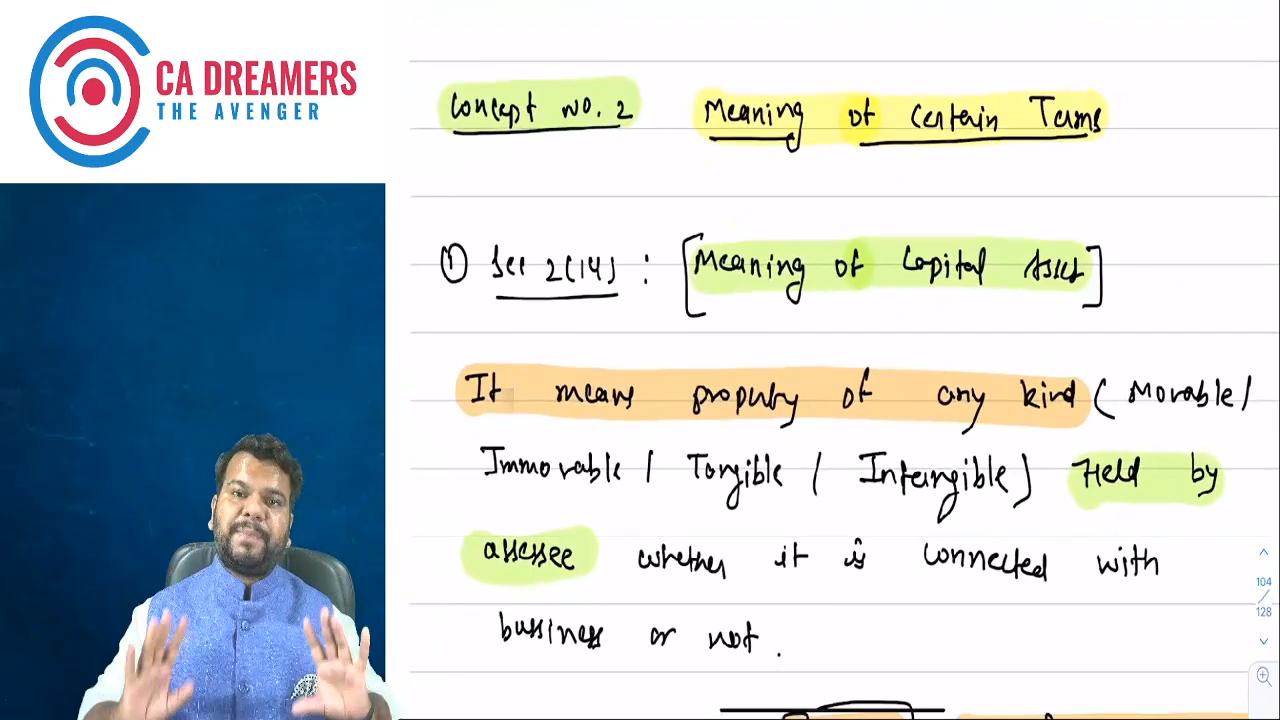 CA DREAMERS
THE AVENGER
Concept No. 2 Meaning of Certain Terms
① Sec 2(14) : [Meaning of Capital Asset]
It means property of any kind ( Movable /
Immovable / Tangible / Intangible ) Held by
assessee whether it is connected with
bussiness or not .
104
/
128